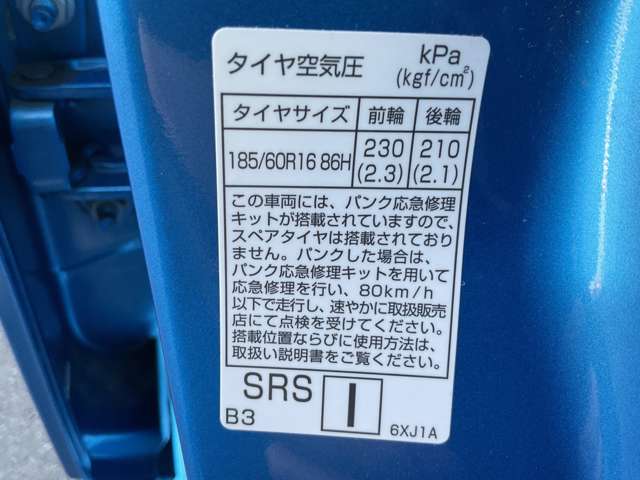 タイヤ空気圧 kPa
(kgf/cm²)
タイヤサイズ 前輪 後輪
185/60R16 86H 230 210
(2.3) (2.1)
この車両には、パンク応急修理
キットが搭載されていますので、
スペアタイヤは搭載されており
ません。パンクした場合は、
パンク応急修理キットを用いて
応急修理を行い、80km/h
以下で走行し、速やかに取扱販売
店にて点検を受けてください。
搭載位置ならびに使用方法は、
取扱い説明書をご覧ください。
SRS I
B3 6XJ1A